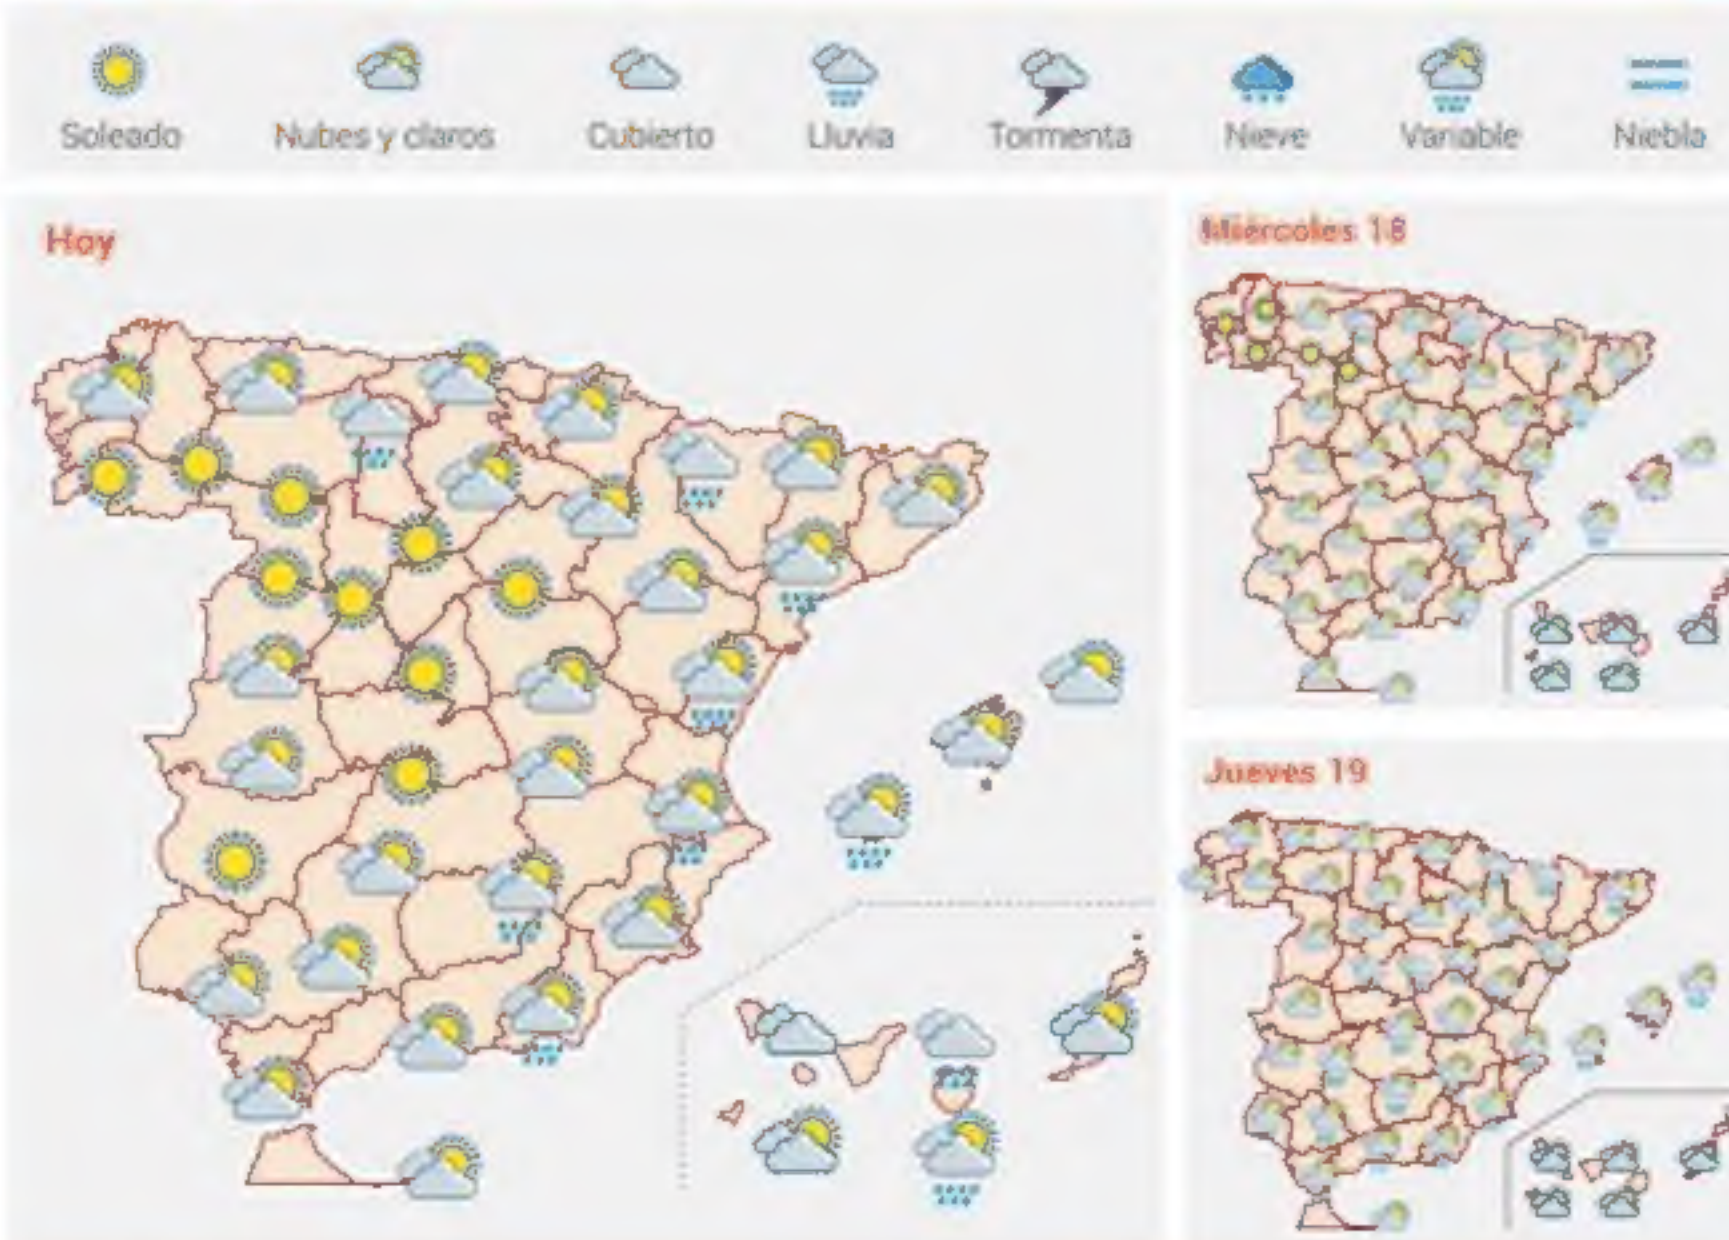 Soleado
Nubes y claros
Cubierto
Lluvia
Tormenta
Nieve
Variable
Niebla
Hoy
Miércoles 18
Jueves 19